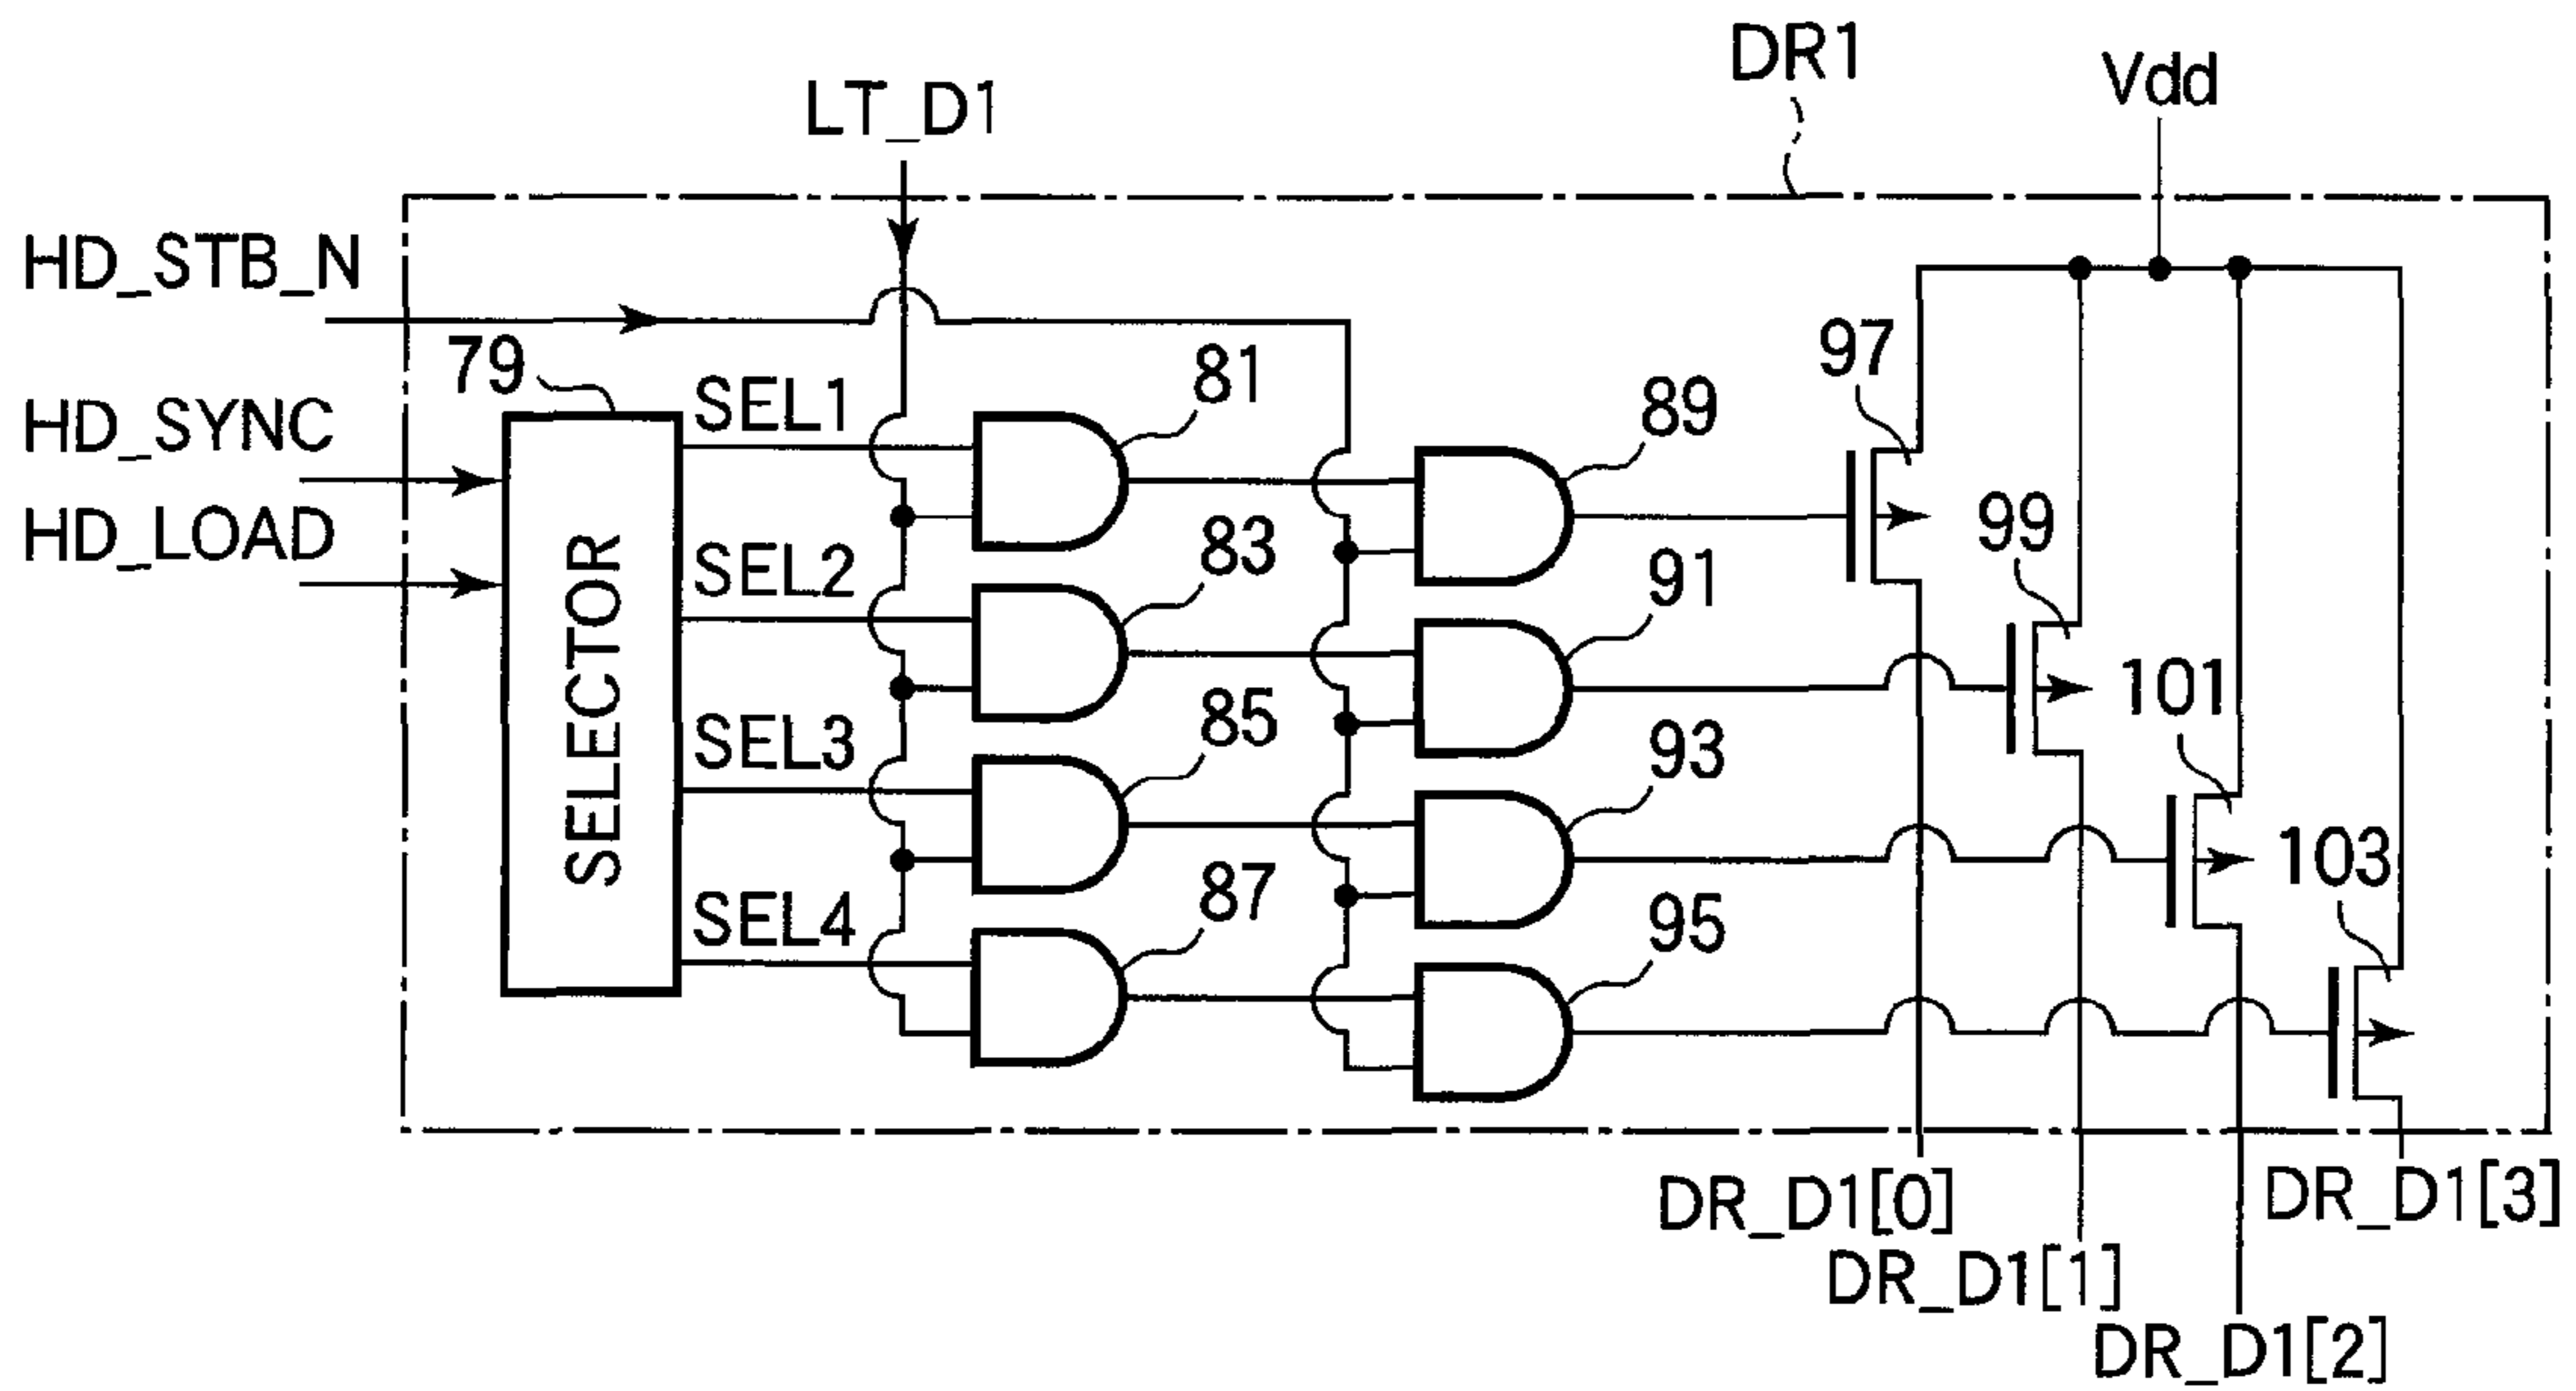 DR1
Vdd
LT_D1
HD_STB_N
79
81
97
HD_SYNC
SEL1
89
HD_LOAD
SELECTOR
SEL2
83
91
99
SEL3
85
93
101
SEL4
87
95
103
DR_D1[0]
DR_D1[3]
DR_D1[1]
DR_D1[2]